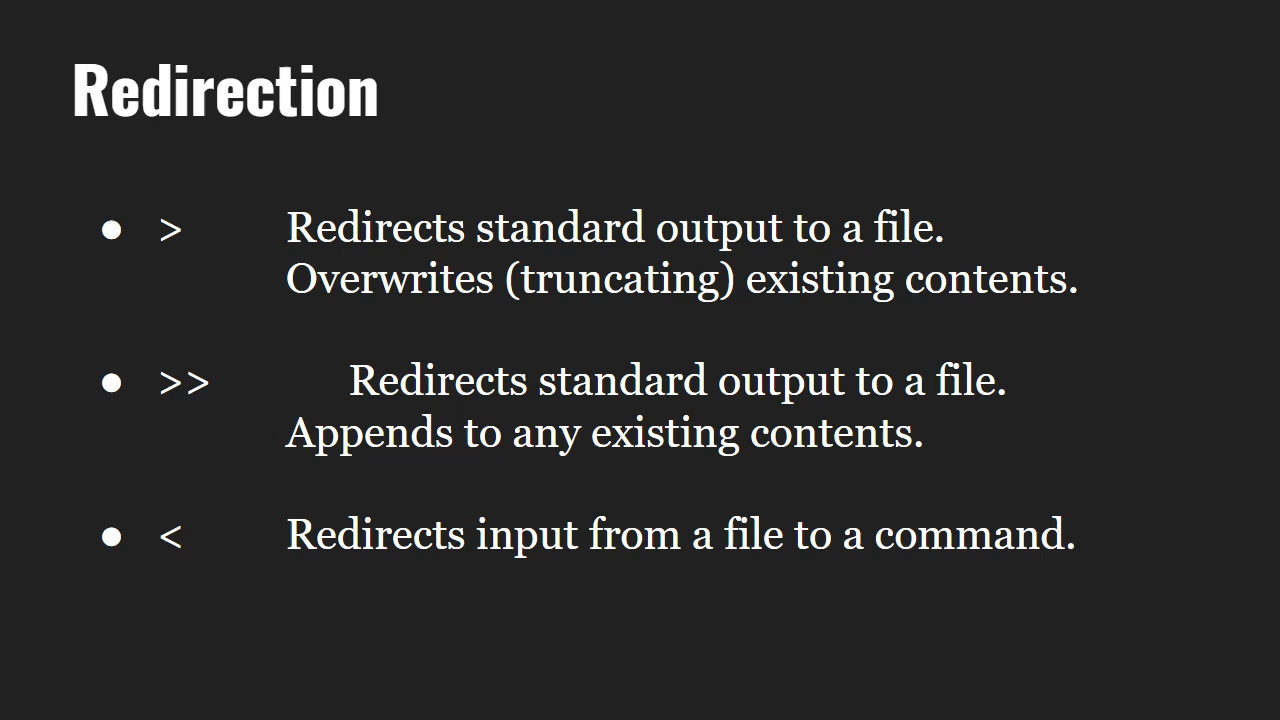 Redirection
● > Redirects standard output to a file.
Overwrites (truncating) existing contents.
● >> Redirects standard output to a file.
Appends to any existing contents.
● < Redirects input from a file to a command.